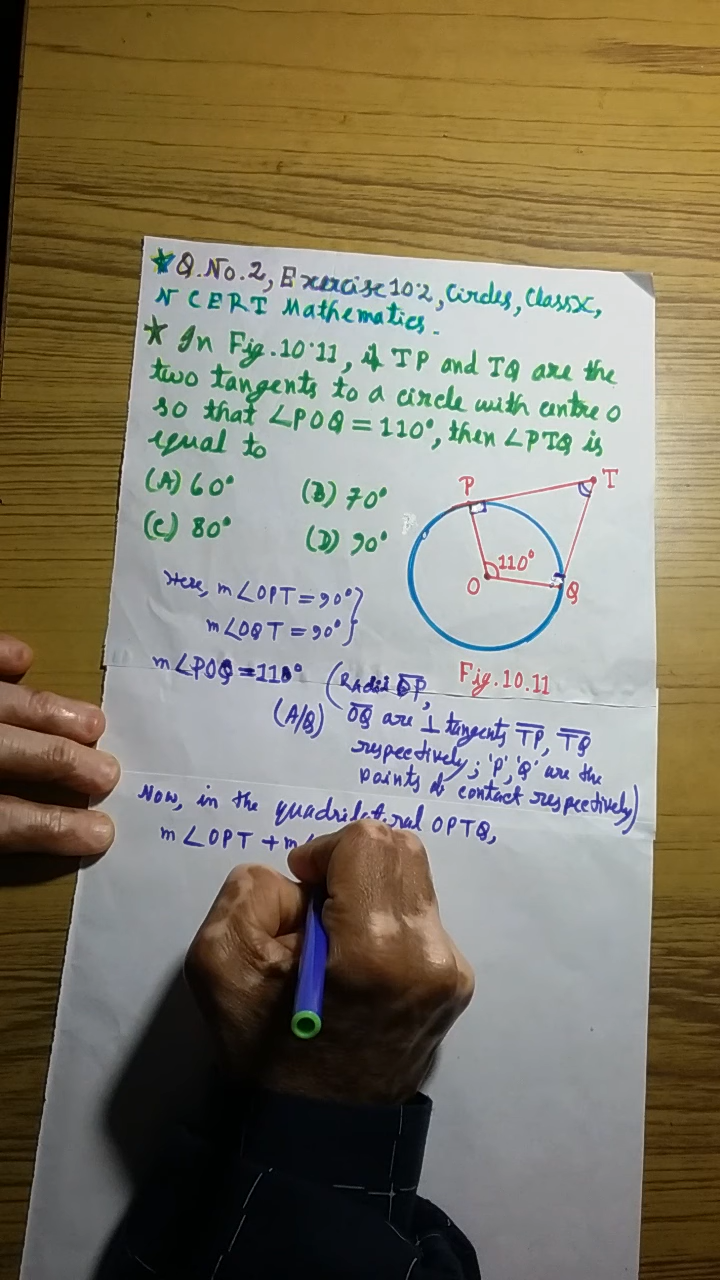 ★ Q.No.2, Exercise 10.2, Circles, Class X,
NCERT Mathematics.
★ In Fig.10.11, if TP and TQ are the
two tangents to a circle with centre O
so that ∠POQ = 110°, then ∠PTQ is
equal to
(A) 60° (B) 70°
(C) 80° (D) 90°
P
T
110°
O
Q
Fig.10.11
Here, m∠OPT = 90°}
m∠OQT = 90°}
m∠POQ = 110° (Radii OP,
(A/Q) OQ are ⊥ tangents TP, TQ
respectively; 'P', 'Q' are the
points of contact respectively)
Now, in the quadrilateral OPTQ,
m∠OPT + m∠